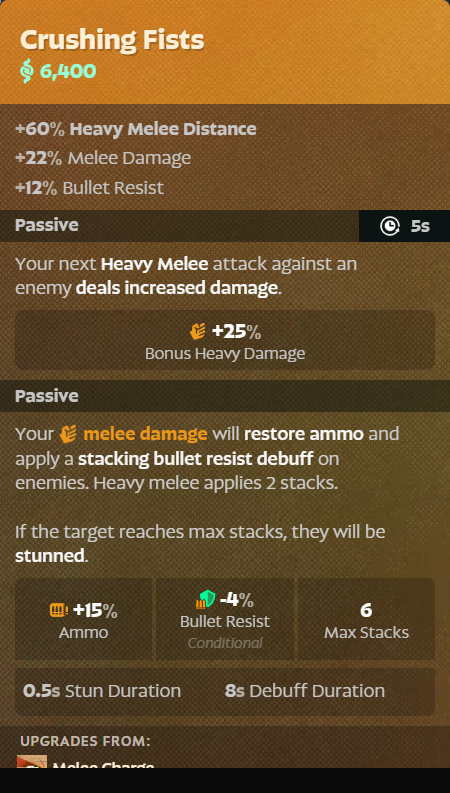 Crushing Fists
6,400
+60% Heavy Melee Distance
+22% Melee Damage
+12% Bullet Resist
Passive 5s
Your next Heavy Melee attack against an
enemy deals increased damage.
+25%
Bonus Heavy Damage
Passive
Your melee damage will restore ammo and
apply a stacking bullet resist debuff on
enemies. Heavy melee applies 2 stacks.
If the target reaches max stacks, they will be
stunned.
+15% -4% 6
Ammo Bullet Resist Max Stacks
Conditional
0.5s Stun Duration 8s Debuff Duration
UPGRADES FROM:
Melee Charge